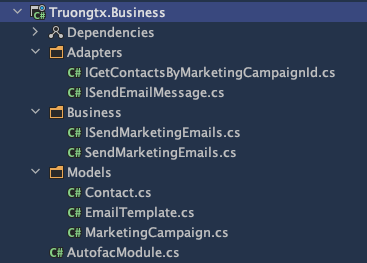 Truongtx.Business
Dependencies
Adapters
C# IGetContactsByMarketingCampaignId.cs
C# ISendEmailMessage.cs
Business
C# ISendMarketingEmails.cs
C# SendMarketingEmails.cs
Models
C# Contact.cs
C# EmailTemplate.cs
C# MarketingCampaign.cs
C# AutofacModule.cs